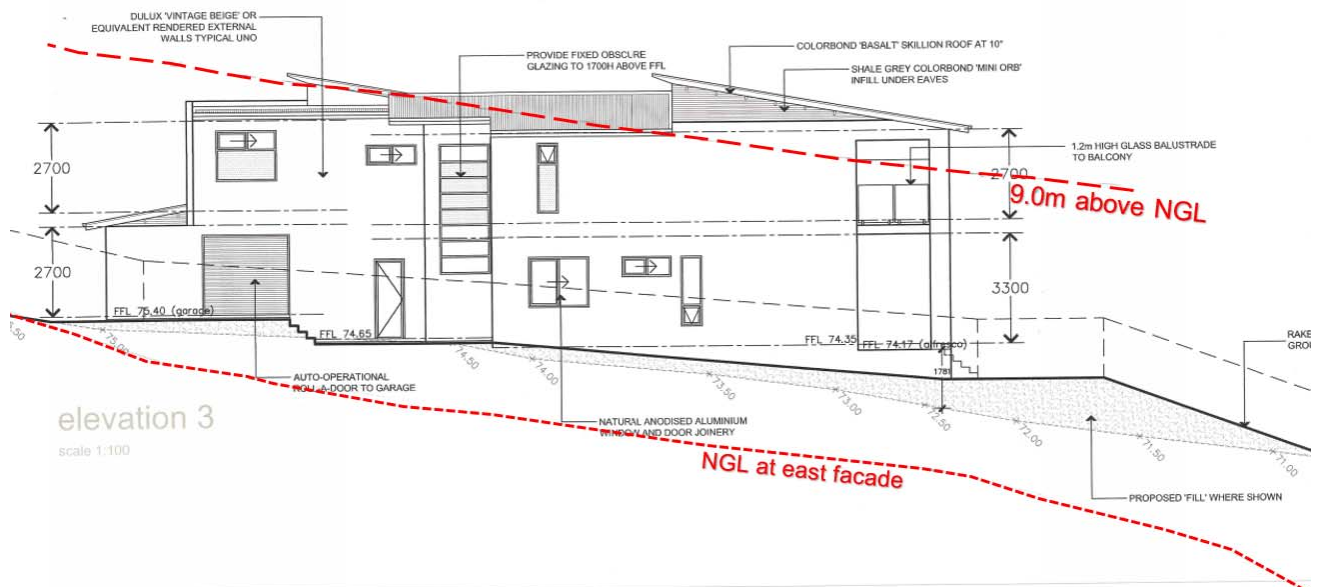 DULUX 'VINTAGE BEIGE' OR
EQUIVALENT RENDERED EXTERNAL
WALLS TYPICAL UNO
PROVIDE FIXED OBSCURE
GLAZING TO 1700H ABOVE FFL
COLORBOND 'BASALT' SKILLION ROOF AT 10°
SHALE GREY COLORBOND 'MINI ORB'
INFILL UNDER EAVES
1.2m HIGH GLASS BALUSTRADE
TO BALCONY
2700
2700
9.0m above NGL
2700
3300
FFL 75.40 (garage)
FFL 74.65
FFL 74.35
FFL 74.17 (alfresco)
1781
75.00
74.50
74.00
73.50
73.00
72.50
72.00
71.50
71.00
AUTO-OPERATIONAL
ROLL-A-DOOR TO GARAGE
NATURAL ANODISED ALUMINIUM
WINDOW AND DOOR JOINERY
NGL at east facade
PROPOSED 'FILL' WHERE SHOWN
elevation 3
scale 1:100